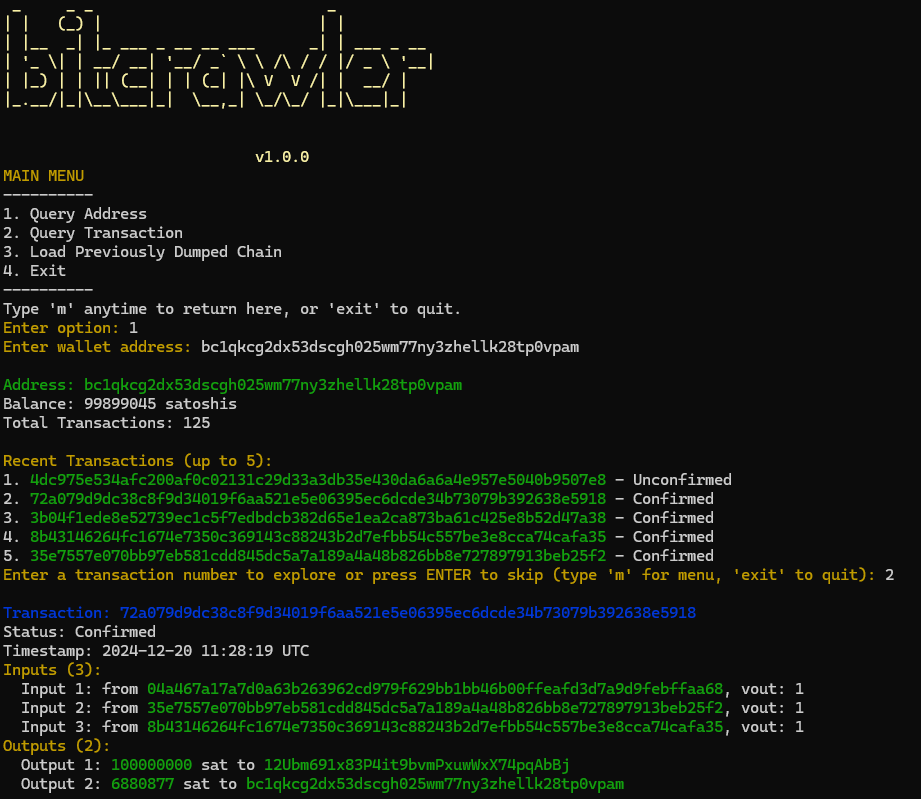 bitcrawler
v1.0.0
MAIN MENU
----------
1. Query Address
2. Query Transaction
3. Load Previously Dumped Chain
4. Exit
----------
Type 'm' anytime to return here, or 'exit' to quit.
Enter option: 1
Enter wallet address: bc1qkcg2dx53dscgh025wm77ny3zhellk28tp0vpam
Address: bc1qkcg2dx53dscgh025wm77ny3zhellk28tp0vpam
Balance: 99899045 satoshis
Total Transactions: 125
Recent Transactions (up to 5):
1. 4dc975e534afc200af0c02131c29d33a3db35e430da6a6a4e957e5040b9507e8 - Unconfirmed
2. 72a079d9dc38c8f9d34019f6aa521e5e06395ec6dcde34b73079b392638e5918 - Confirmed
3. 3b04f1ede8e52739ec1c5f7edbdcb382d65e1ea2ca873ba61c425e8b52d47a38 - Confirmed
4. 8b43146264fc1674e7350c369143c88243b2d7efbb54c557be3e8cca74cafa35 - Confirmed
5. 35e7557e070bb97eb581cdd845dc5a7a189a4a48b826bb8e727897913beb25f2 - Confirmed
Enter a transaction number to explore or press ENTER to skip (type 'm' for menu, 'exit' to quit): 2
Transaction: 72a079d9dc38c8f9d34019f6aa521e5e06395ec6dcde34b73079b392638e5918
Status: Confirmed
Timestamp: 2024-12-20 11:28:19 UTC
Inputs (3):
Input 1: from 04a467a17a7d0a63b263962cd979f629bb1bb46b00ffeafd3d7a9d9febffaa68, vout: 1
Input 2: from 35e7557e070bb97eb581cdd845dc5a7a189a4a48b826bb8e727897913beb25f2, vout: 1
Input 3: from 8b43146264fc1674e7350c369143c88243b2d7efbb54c557be3e8cca74cafa35, vout: 1
Outputs (2):
Output 1: 100000000 sat to 12Ubm691x83P4it9bvmPxuwWxX74pqAbBj
Output 2: 6880877 sat to bc1qkcg2dx53dscgh025wm77ny3zhellk28tp0vpam